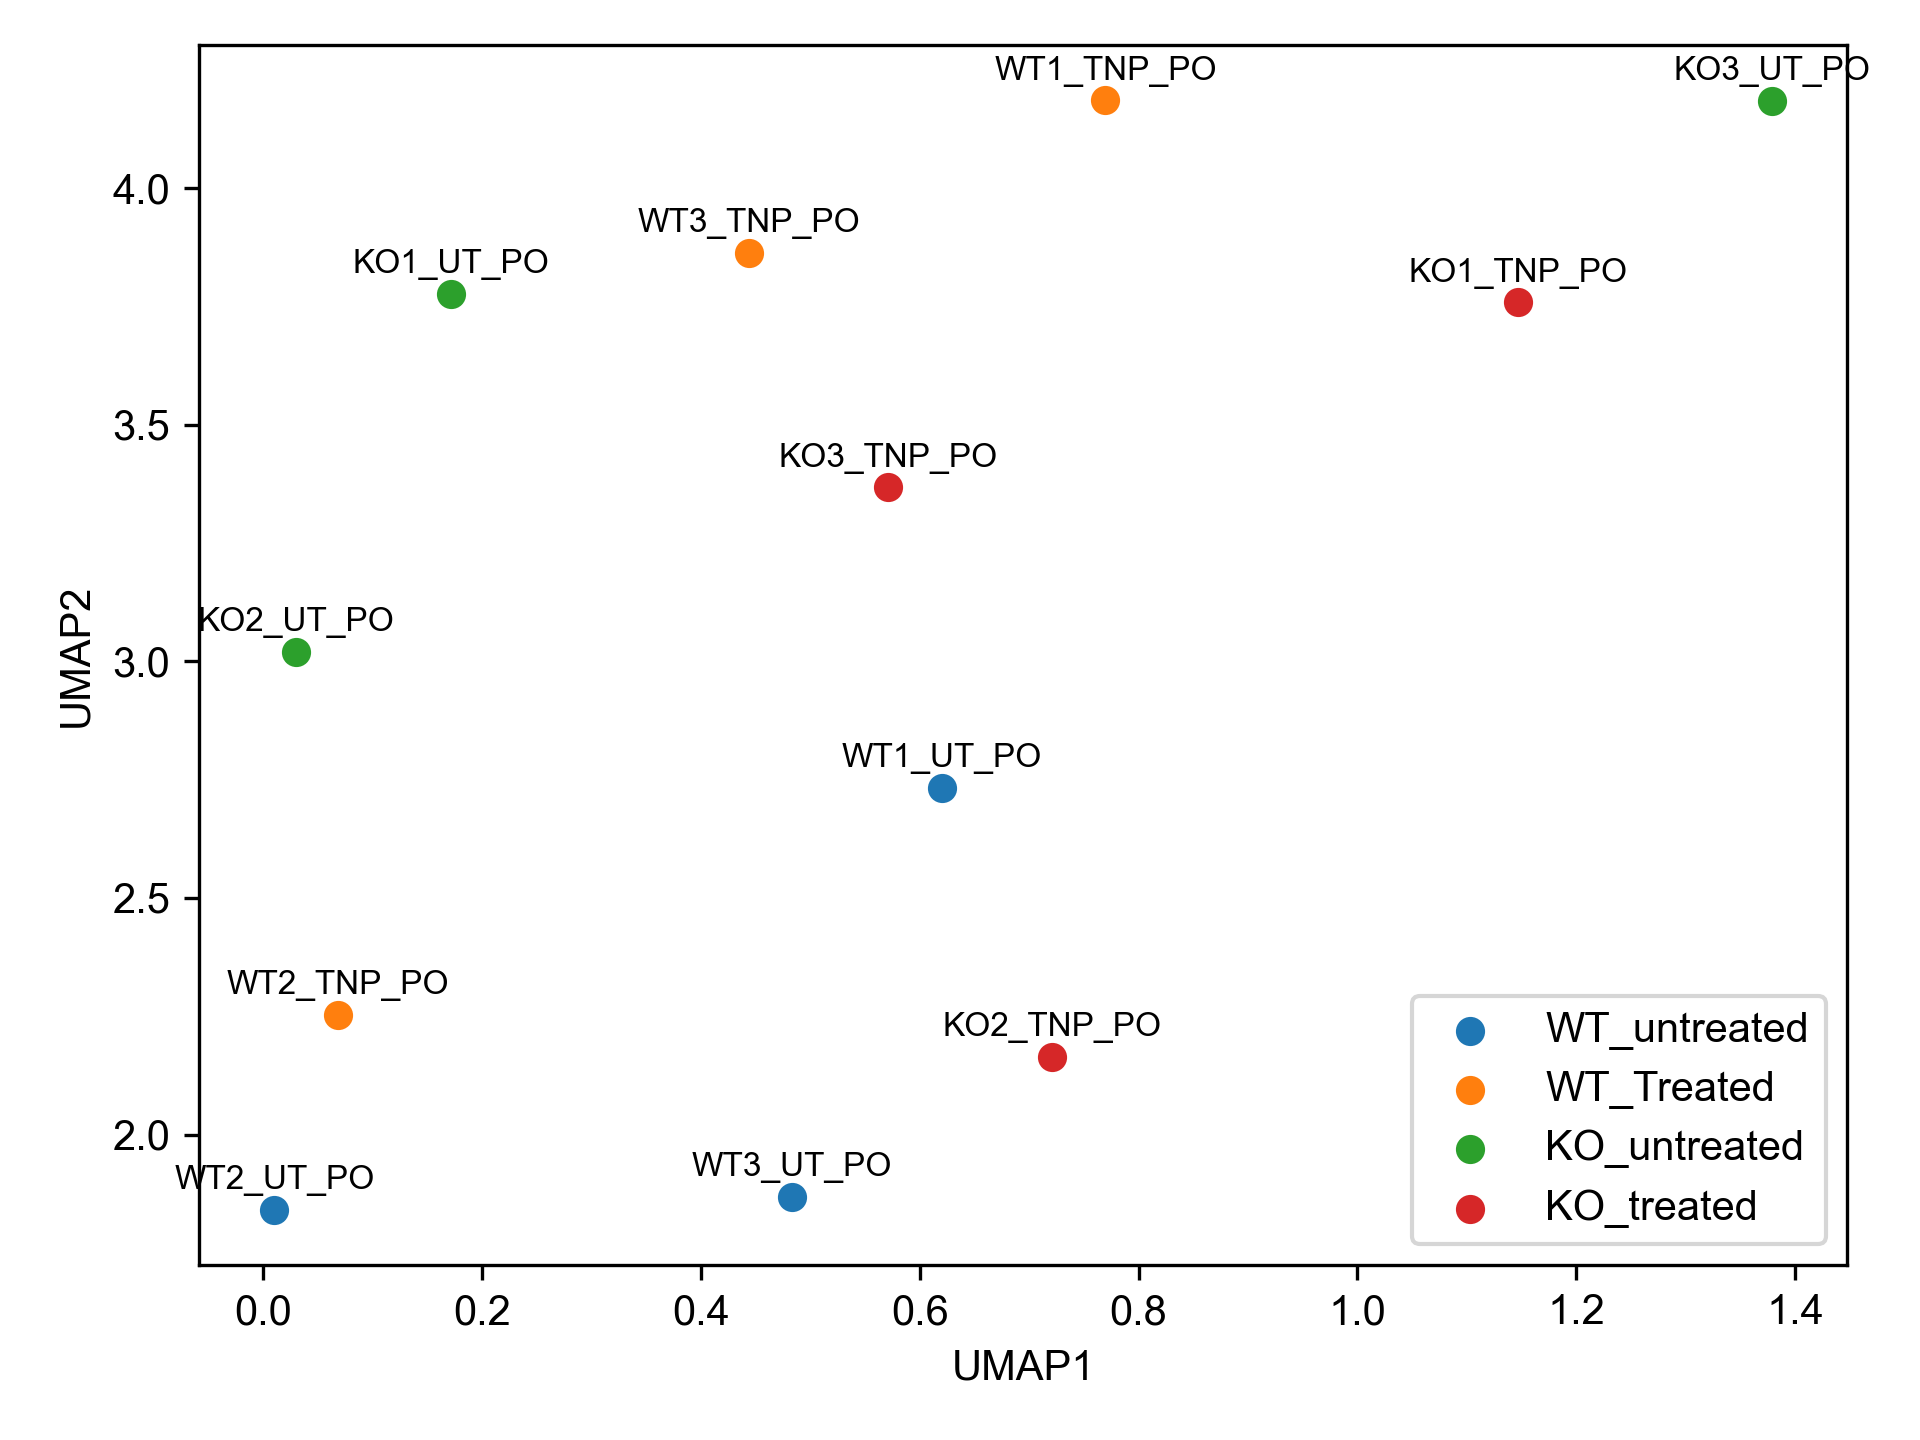 WT1_TNP_PO
KO3_UT_PO
4.0
WT3_TNP_PO
KO1_UT_PO
KO1_TNP_PO
3.5
KO3_TNP_PO
KO2_UT_PO
3.0
UMAP2
WT1_UT_PO
2.5
WT2_TNP_PO
KO2_TNP_PO
WT_untreated
WT_Treated
KO_untreated
KO_treated
2.0
WT2_UT_PO
WT3_UT_PO
0.0 0.2 0.4 0.6 0.8 1.0 1.2 1.4
UMAP1